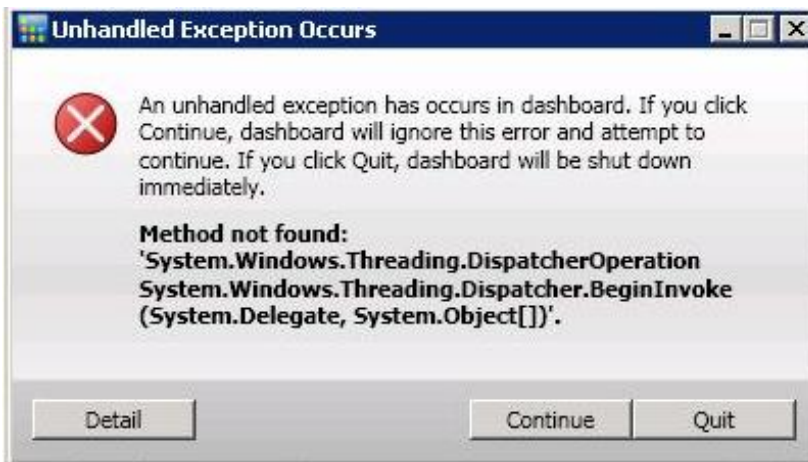 Unhandled Exception Occurs
An unhandled exception has occurs in dashboard. If you click
Continue, dashboard will ignore this error and attempt to
continue. If you click Quit, dashboard will be shut down
immediately.
Method not found:
'System.Windows.Threading.DispatcherOperation
System.Windows.Threading.Dispatcher.BeginInvoke
(System.Delegate, System.Object[])'.
Detail
Continue
Quit